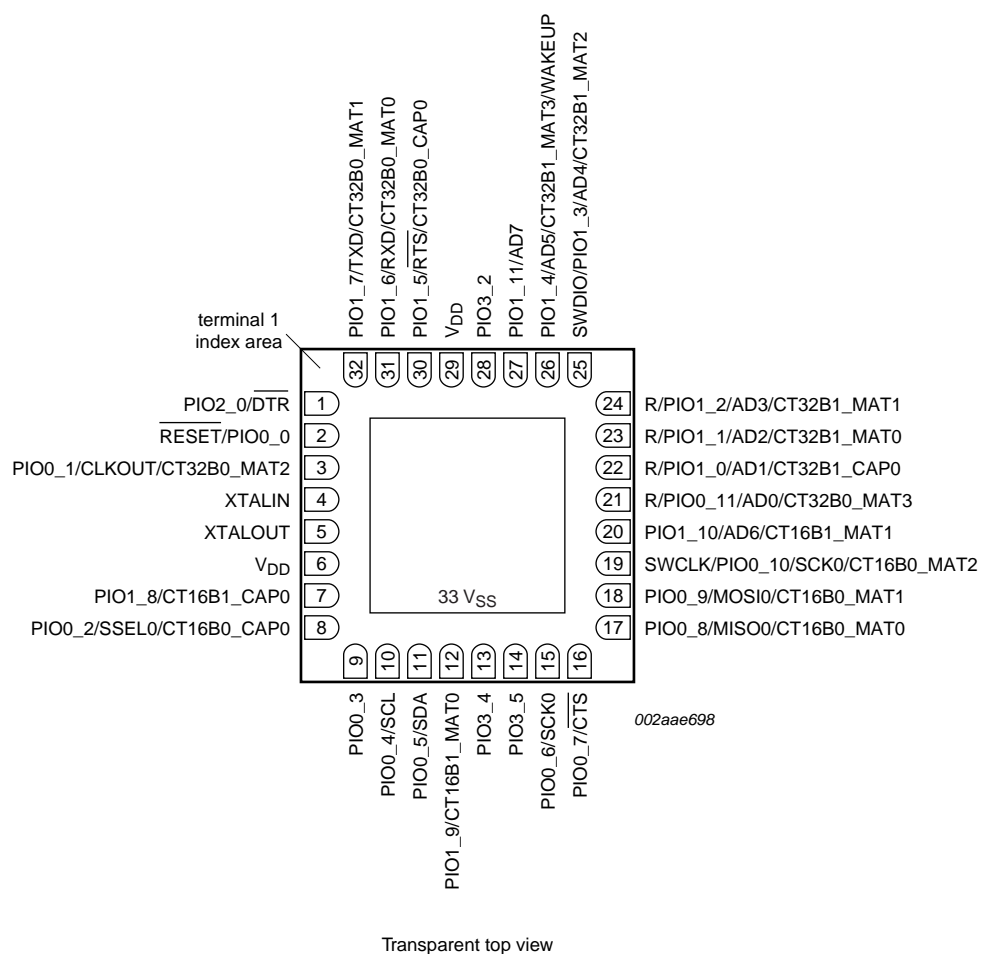 PIO1_7/TXD/CT32B0_MAT1
PIO1_6/RXD/CT32B0_MAT0
PIO1_5/RTS/CT32B0_CAP0
VDD
PIO3_2
PIO1_11/AD7
PIO1_4/AD5/CT32B1_MAT3/WAKEUP
SWDIO/PIO1_3/AD4/CT32B1_MAT2
terminal 1
index area
32
31
30
29
28
27
26
25
PIO2_0/DTR 1
RESET/PIO0_0 2
PIO0_1/CLKOUT/CT32B0_MAT2 3
XTALIN 4
XTALOUT 5
VDD 6
PIO1_8/CT16B1_CAP0 7
PIO0_2/SSEL0/CT16B0_CAP0 8
24 R/PIO1_2/AD3/CT32B1_MAT1
23 R/PIO1_1/AD2/CT32B1_MAT0
22 R/PIO1_0/AD1/CT32B1_CAP0
21 R/PIO0_11/AD0/CT32B0_MAT3
20 PIO1_10/AD6/CT16B1_MAT1
19 SWCLK/PIO0_10/SCK0/CT16B0_MAT2
18 PIO0_9/MOSI0/CT16B0_MAT1
17 PIO0_8/MISO0/CT16B0_MAT0
33 VSS
9
10
11
12
13
14
15
16
PIO0_3
PIO0_4/SCL
PIO0_5/SDA
PIO1_9/CT16B1_MAT0
PIO3_4
PIO3_5
PIO0_6/SCK0
PIO0_7/CTS
002aae698
Transparent top view